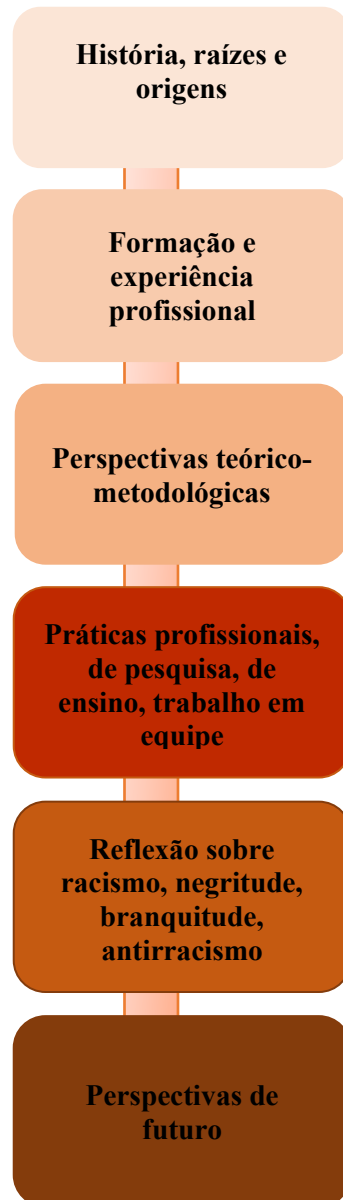 História, raízes e
origens
Formação e
experiência
profissional
Perspectivas teórico-
metodológicas
Práticas profissionais,
de pesquisa, de
ensino, trabalho em
equipe
Reflexão sobre
racismo, negritude,
branquitude,
antirracismo
Perspectivas de
futuro